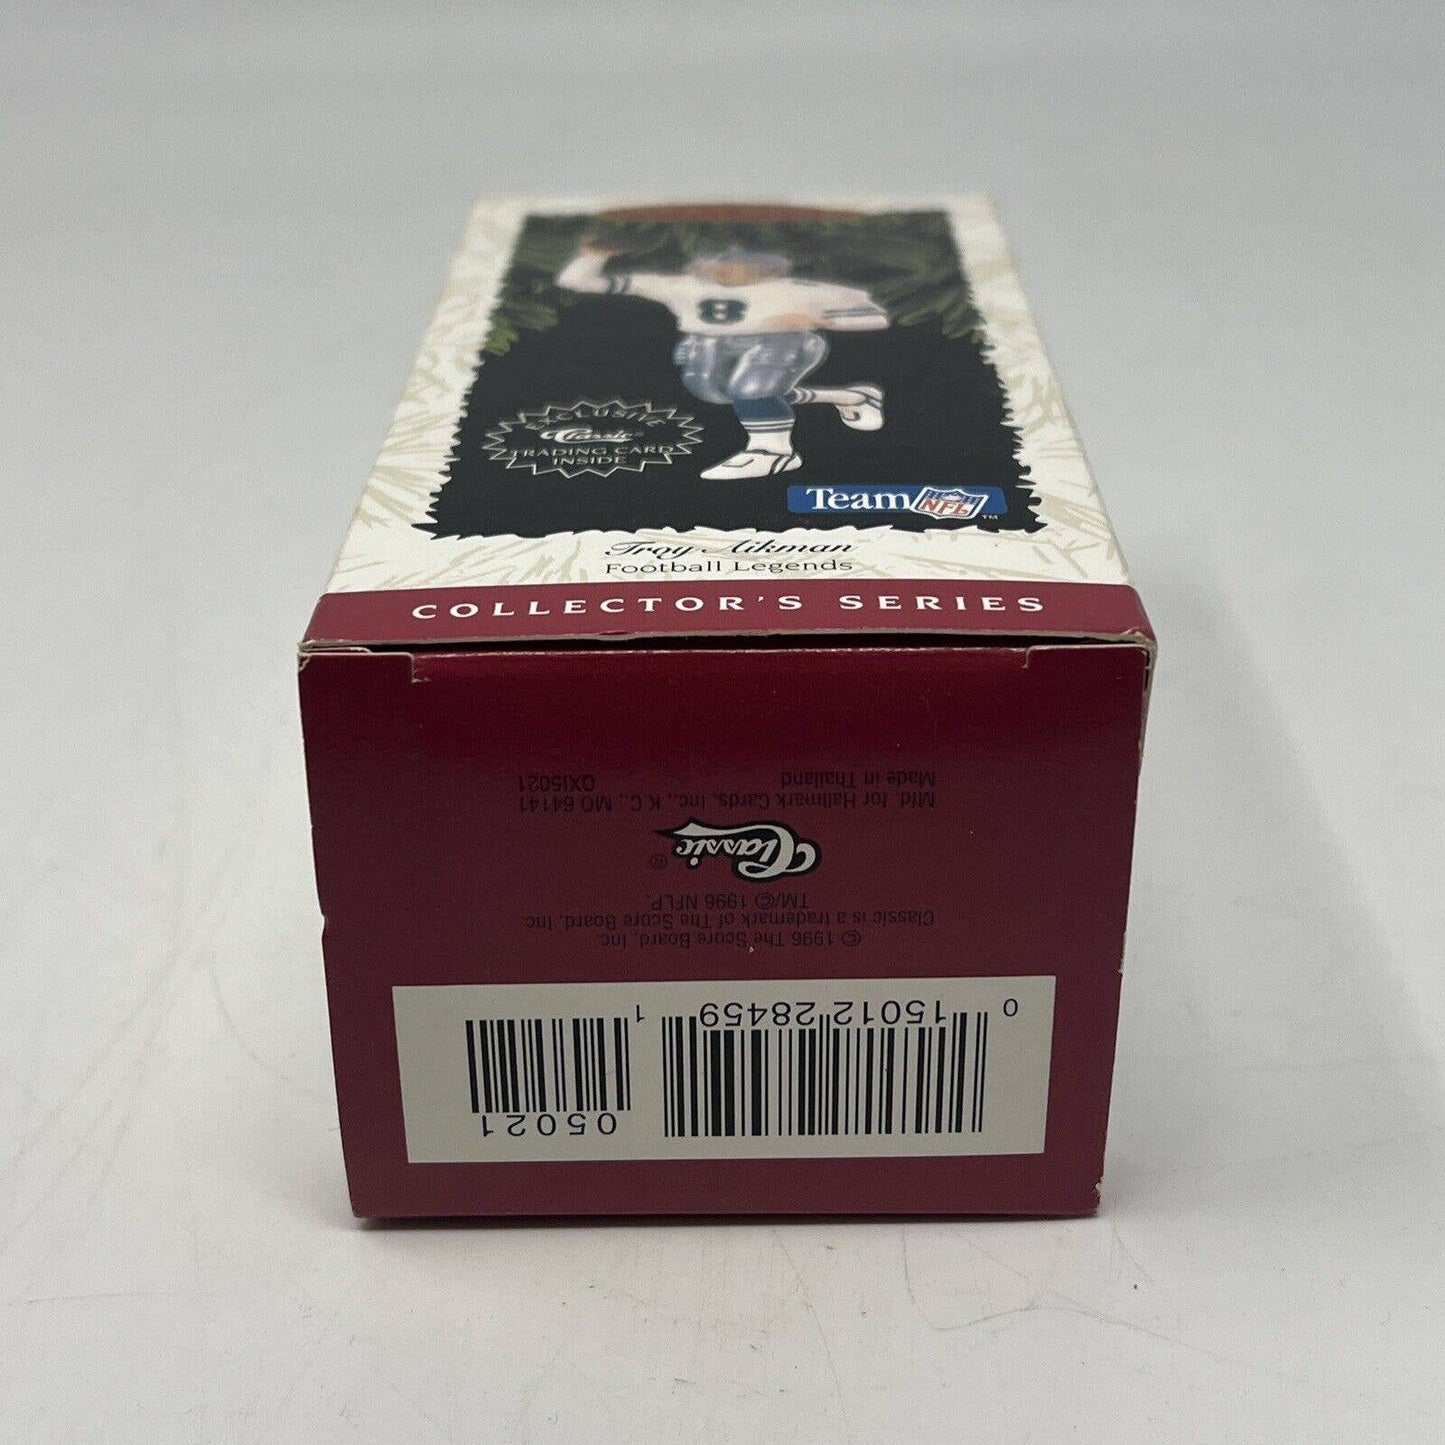 8
EXCLUSIVE
Classic®
TRADING CARD
INSIDE
Team NFL ™
Troy Aikman
Football Legends
COLLECTOR'S SERIES
0 15012 28459 1
05021
© 1996 The Score Board, Inc.
Classic is a trademark of The Score Board, Inc.
TM/© 1996 NFLP.
Classic ®
Mfd. for Hallmark Cards, Inc., K.C., MO 64141
Made in Thailand QXI5021